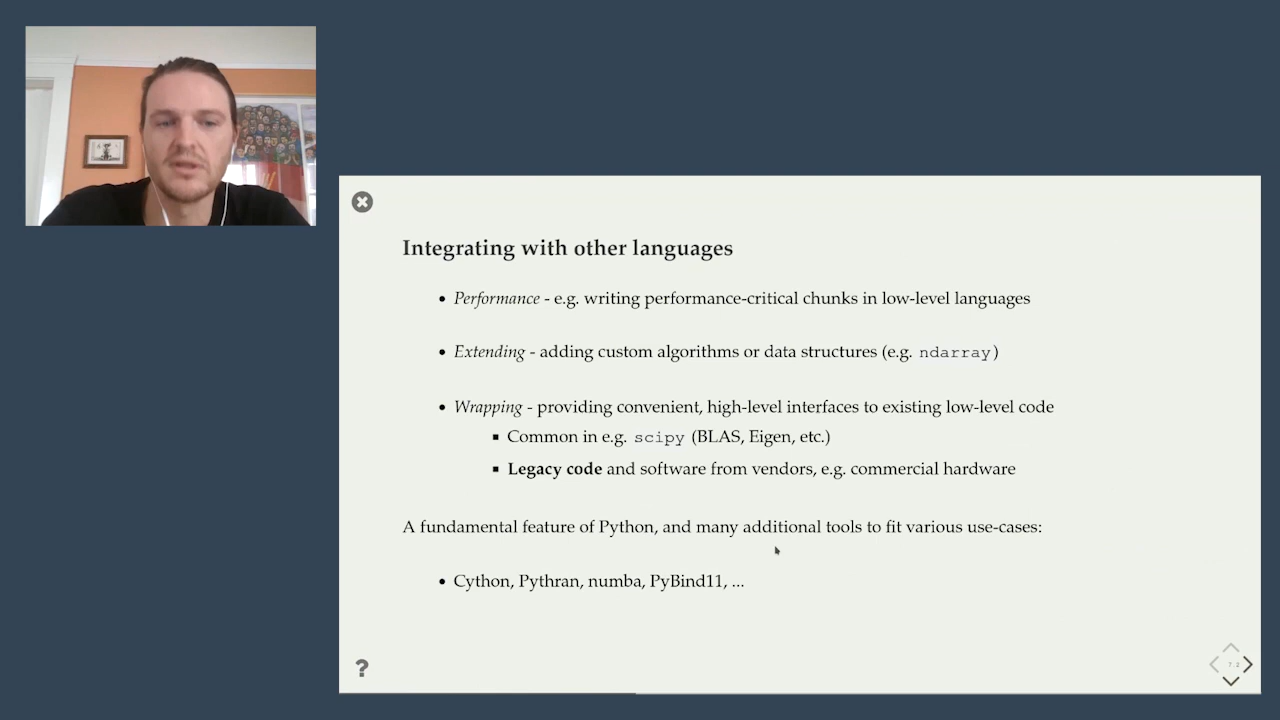 Integrating with other languages
• Performance - e.g. writing performance-critical chunks in low-level languages
• Extending - adding custom algorithms or data structures (e.g. ndarray)
• Wrapping - providing convenient, high-level interfaces to existing low-level code
▪ Common in e.g. scipy (BLAS, Eigen, etc.)
▪ Legacy code and software from vendors, e.g. commercial hardware
A fundamental feature of Python, and many additional tools to fit various use-cases:
• Cython, Pythran, numba, PyBind11, ...
?
7.2